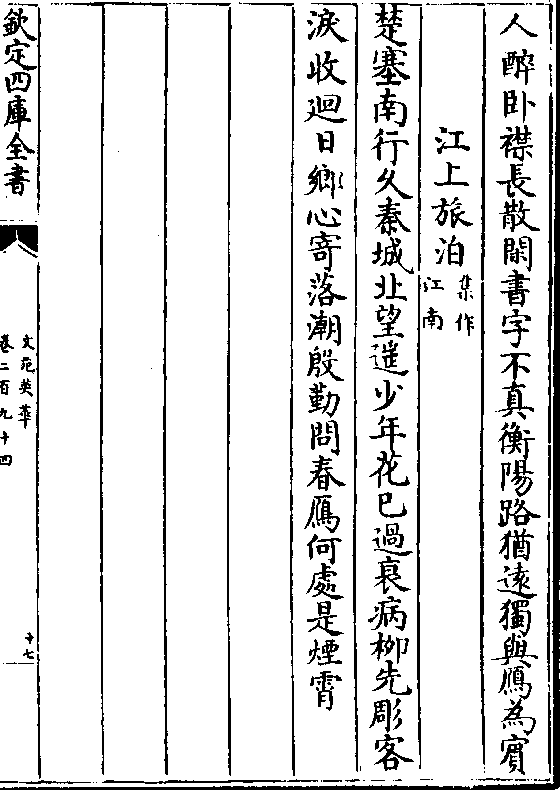 人醉卧襟長散閑書字不真衡陽路猶遠獨與鴈為賔
江上旅泊集作江南
楚塞南行乆秦城北望遥少年花巳過衰病栁先彫客
淚收廻日鄉心寄落潮殷勤問春鴈何處是煙霄
欽定四庫全書
文苑英華
卷二百九十四
十七